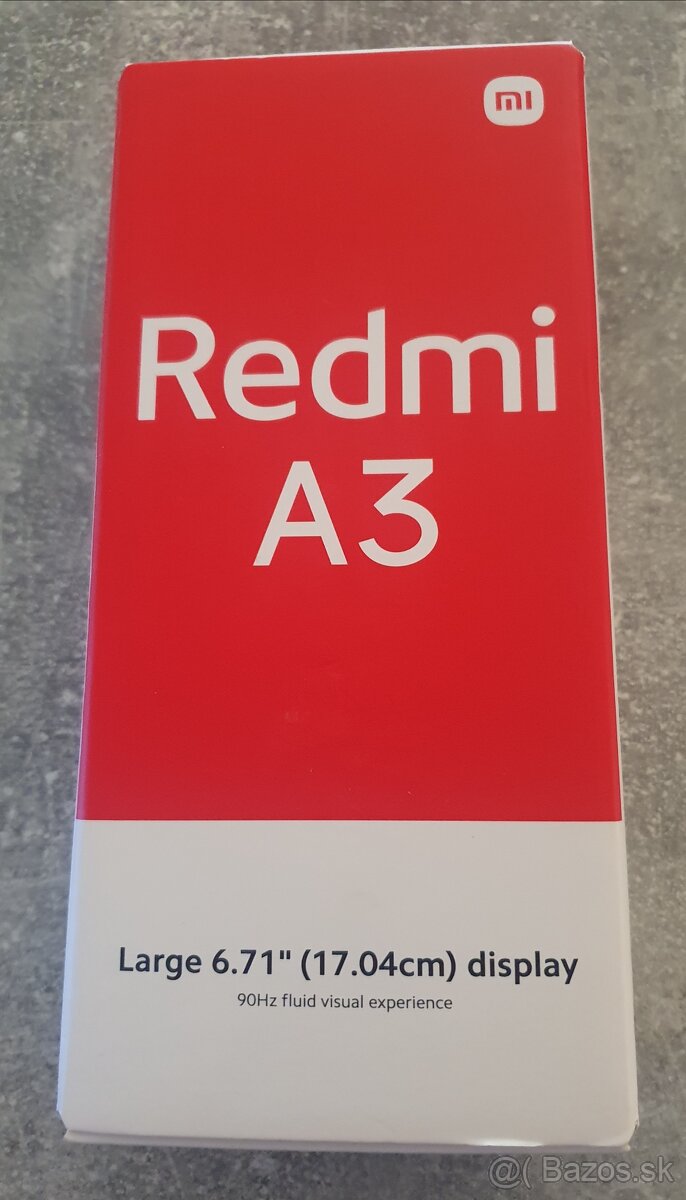 mi
Redmi
A3
Large 6.71" (17.04cm) display
90Hz fluid visual experience
@( Bazos.sk